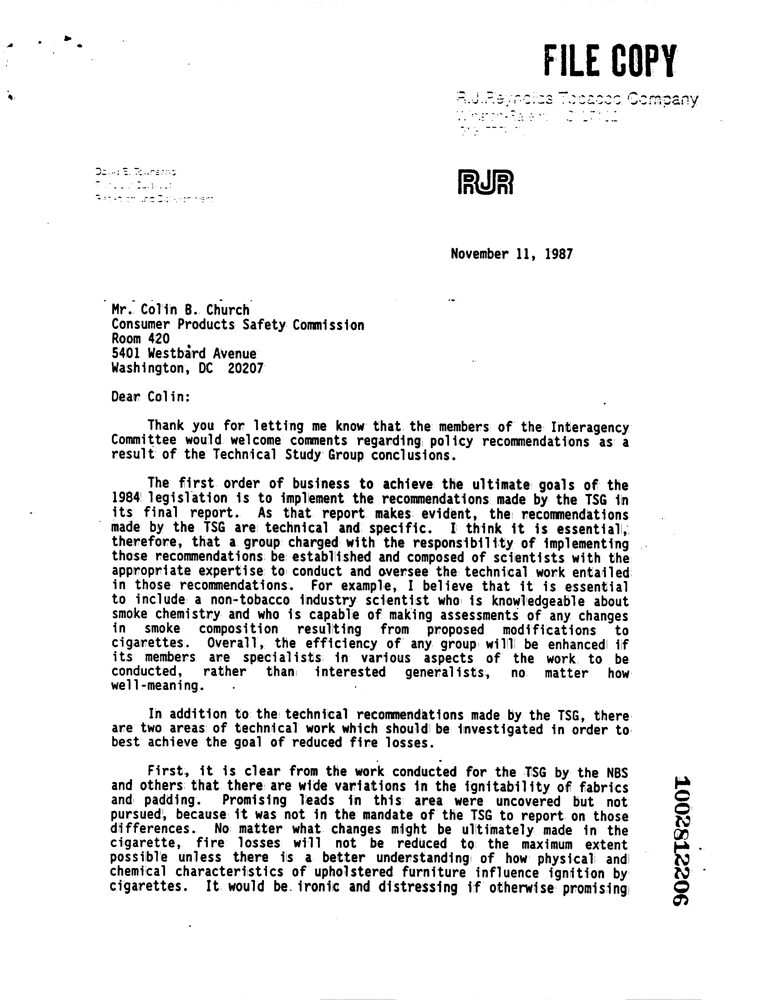 FILE COPY
R.J.Reynolds Tobacco Company
RJR
November 11, 1987
Mr. Colin B. Church
Consumer Products Safety Commission
Room 420
5401 Westbard Avenue
Washington, DC 20207
Dear Colin:
Thank you for letting me know that the members of the Interagency
Committee would welcome comments regarding policy recommendations as a
result of the Technical Study Group conclusions.
The first order of business to achieve the ultimate goals of the
1984 legislation is to implement the recommendations made by the TSG in
its final report. As that report makes evident, the recommendations
made by the TSG are technical and specific. I think it is essential,
therefore, that a group charged with the responsibility of implementing
those recommendations be established and composed of scientists with the
appropriate expertise to conduct and oversee the technical work entailed
in those recommendations. For example, I believe that it is essential
to include a non-tobacco industry scientist who is knowledgeable about
smoke chemistry and who is capable of making assessments of any changes
in smoke composition resulting from proposed modifications to
cigarettes. Overall, the efficiency of any group will be enhanced if
its members are specialists in various aspects of the work to be
conducted, rather than interested generalists, no matter how
well-meaning.
In addition to the technical recommendations made by the TSG, there
are two areas of technical work which should be investigated in order to
best achieve the goal of reduced fire losses.
First, it is clear from the work conducted for the TSG by the NBS
and others that there are wide variations in the ignitability of fabrics
and padding. Promising leads in this area were uncovered but not
pursued, because it was not in the mandate of the TSG to report on those
differences. No matter what changes might be ultimately made in the
cigarette, fire losses will not be reduced to the maximum extent
possible unless there is a better understanding of how physical and
chemical characteristics of upholstered furniture influence ignition by
cigarettes. It would be ironic and distressing if otherwise promising
1002812206